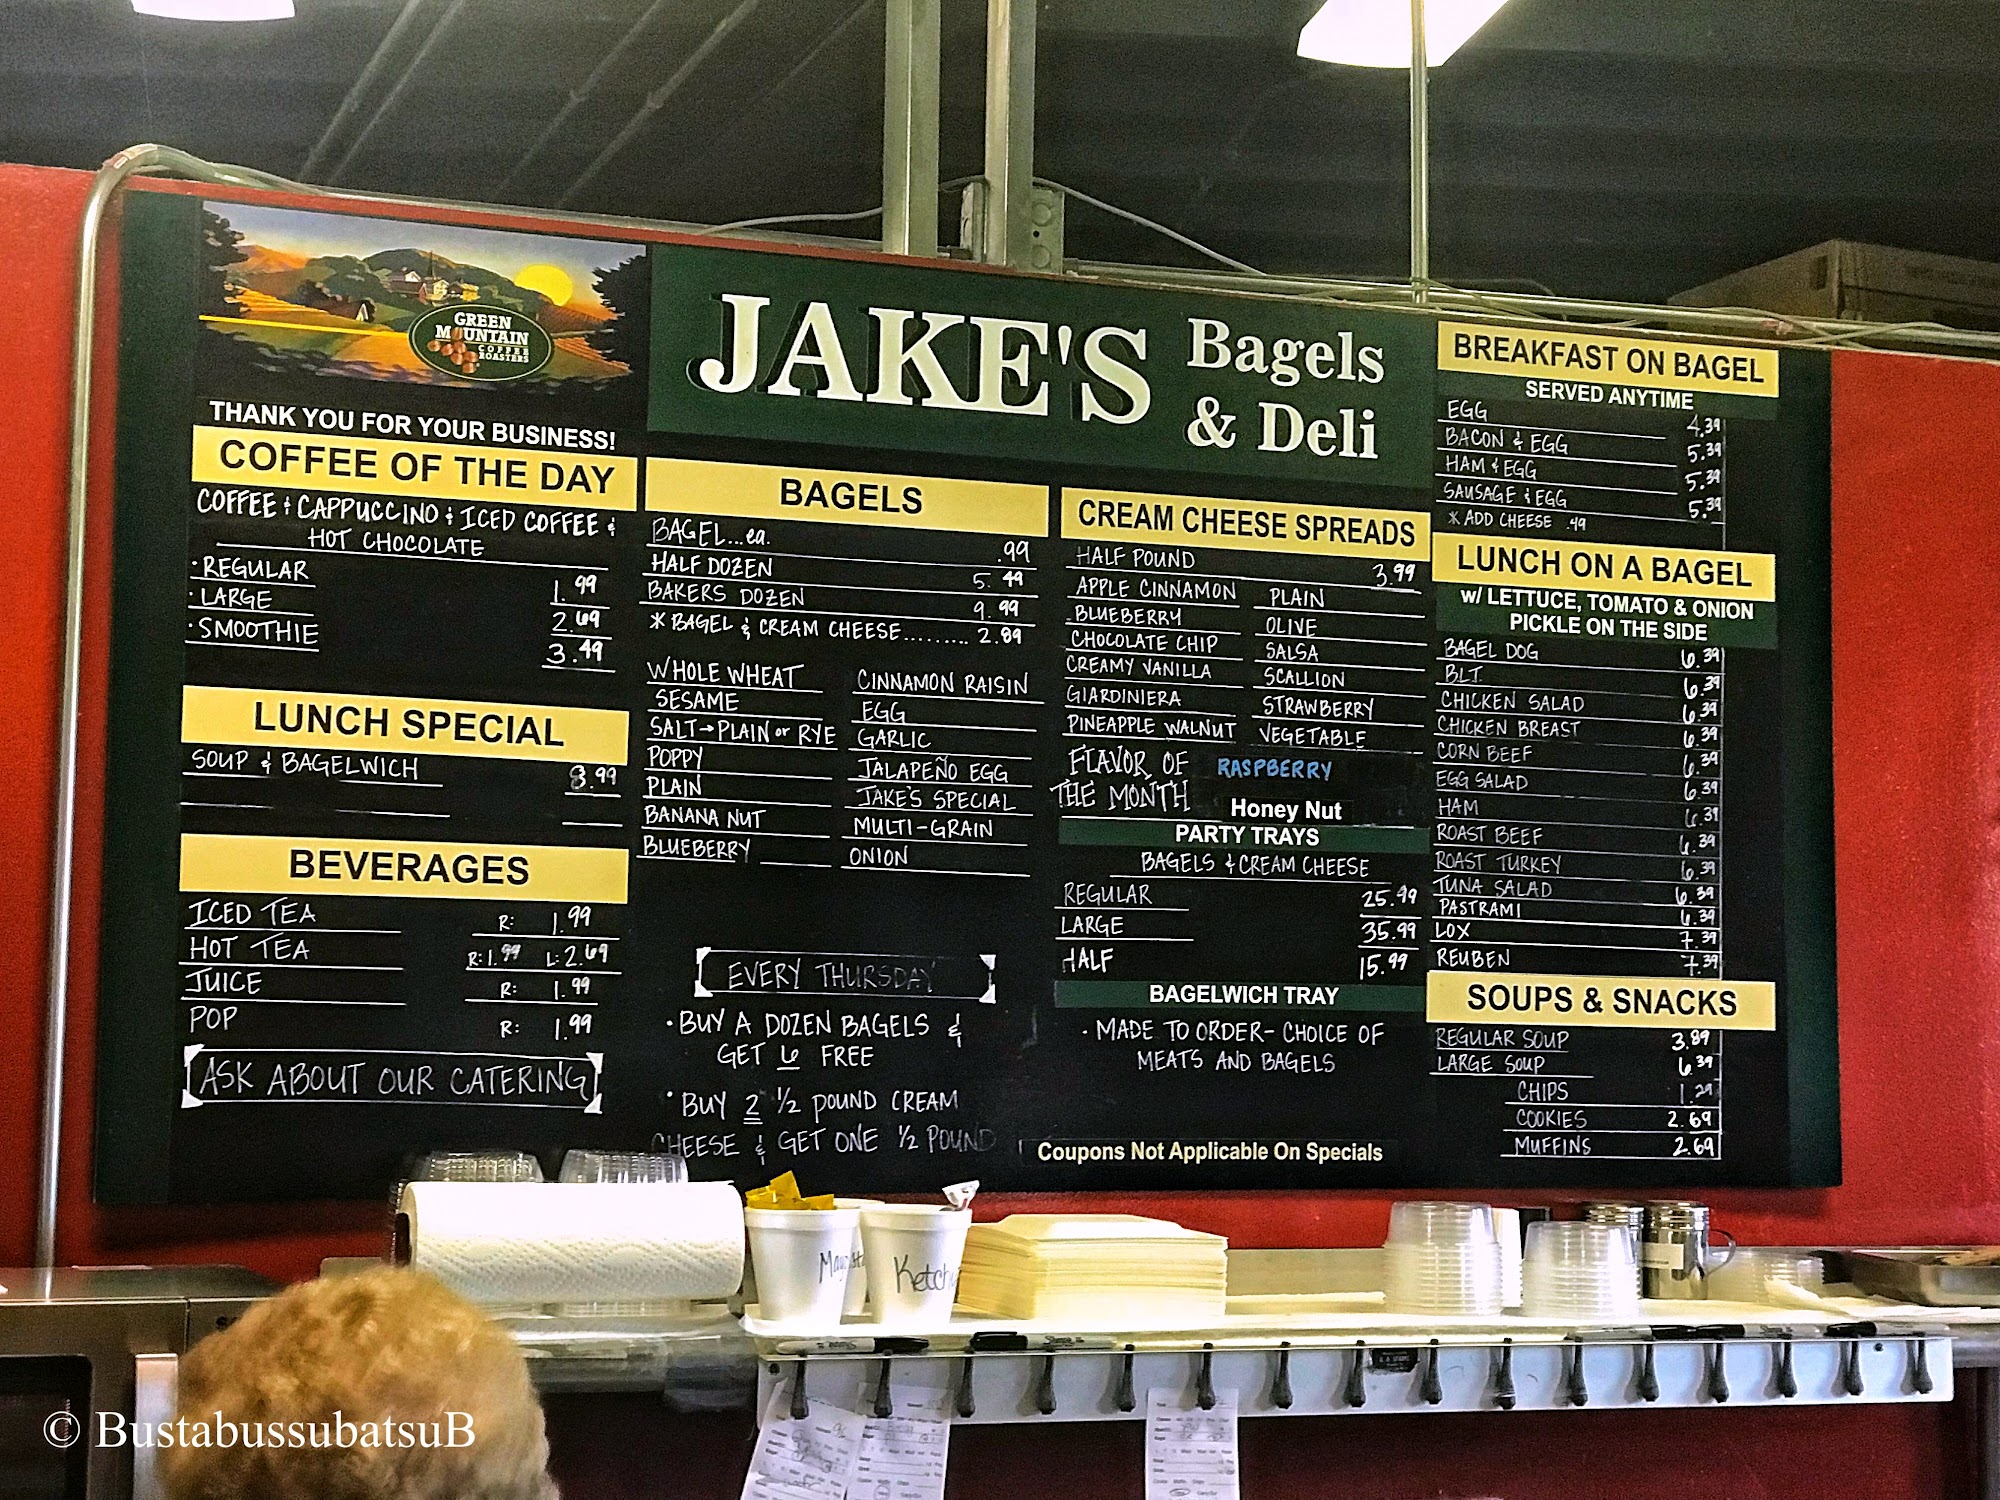 GREEN
MOUNTAIN
COFFEE
ROASTERS
THANK YOU FOR YOUR BUSINESS!
JAKE'S Bagels
& Deli
COFFEE OF THE DAY
COFFEE & CAPPUCCINO & ICED COFFEE &
HOT CHOCOLATE
· REGULAR 1.99
· LARGE 2.69
· SMOOTHIE 3.49
LUNCH SPECIAL
SOUP & BAGELWICH 8.99
BEVERAGES
ICED TEA R: 1.99
HOT TEA R: 1.99 L: 2.69
JUICE R: 1.99
POP R: 1.99
ASK ABOUT OUR CATERING
BAGELS
BAGEL...ea. .99
HALF DOZEN 5.49
BAKERS DOZEN 9.99
* BAGEL & CREAM CHEESE......... 2.89
WHOLE WHEAT CINNAMON RAISIN
SESAME EGG
SALT→PLAIN or RYE GARLIC
POPPY JALAPEÑO EGG
PLAIN JAKE'S SPECIAL
BANANA NUT MULTI-GRAIN
BLUEBERRY ONION
EVERY THURSDAY
· BUY A DOZEN BAGELS &
GET 6 FREE
· BUY 2 ½ POUND CREAM
CHEESE & GET ONE ½ POUND
CREAM CHEESE SPREADS
HALF POUND 3.99
APPLE CINNAMON PLAIN
BLUEBERRY OLIVE
CHOCOLATE CHIP SALSA
CREAMY VANILLA SCALLION
GIARDINIERA STRAWBERRY
PINEAPPLE WALNUT VEGETABLE
FLAVOR OF RASPBERRY
THE MONTH Honey Nut
PARTY TRAYS
BAGELS & CREAM CHEESE
REGULAR 25.99
LARGE 35.99
HALF 15.99
BAGELWICH TRAY
· MADE TO ORDER- CHOICE OF
MEATS AND BAGELS
Coupons Not Applicable On Specials
BREAKFAST ON BAGEL
SERVED ANYTIME
EGG 4.39
BACON & EGG 5.39
HAM & EGG 5.39
SAUSAGE & EGG 5.39
* ADD CHEESE .49
LUNCH ON A BAGEL
w/ LETTUCE, TOMATO & ONION
PICKLE ON THE SIDE
BAGEL DOG 6.39
BLT. 6.39
CHICKEN SALAD 6.39
CHICKEN BREAST 6.39
CORN BEEF 6.39
EGG SALAD 6.39
HAM 6.39
ROAST BEEF 6.39
ROAST TURKEY 6.39
TUNA SALAD 6.39
PASTRAMI 6.39
LOX 7.39
REUBEN 7.39
SOUPS & SNACKS
REGULAR SOUP 3.89
LARGE SOUP 6.39
CHIPS 1.29
COOKIES 2.69
MUFFINS 2.69
Ketch
© BustabussubatsuB